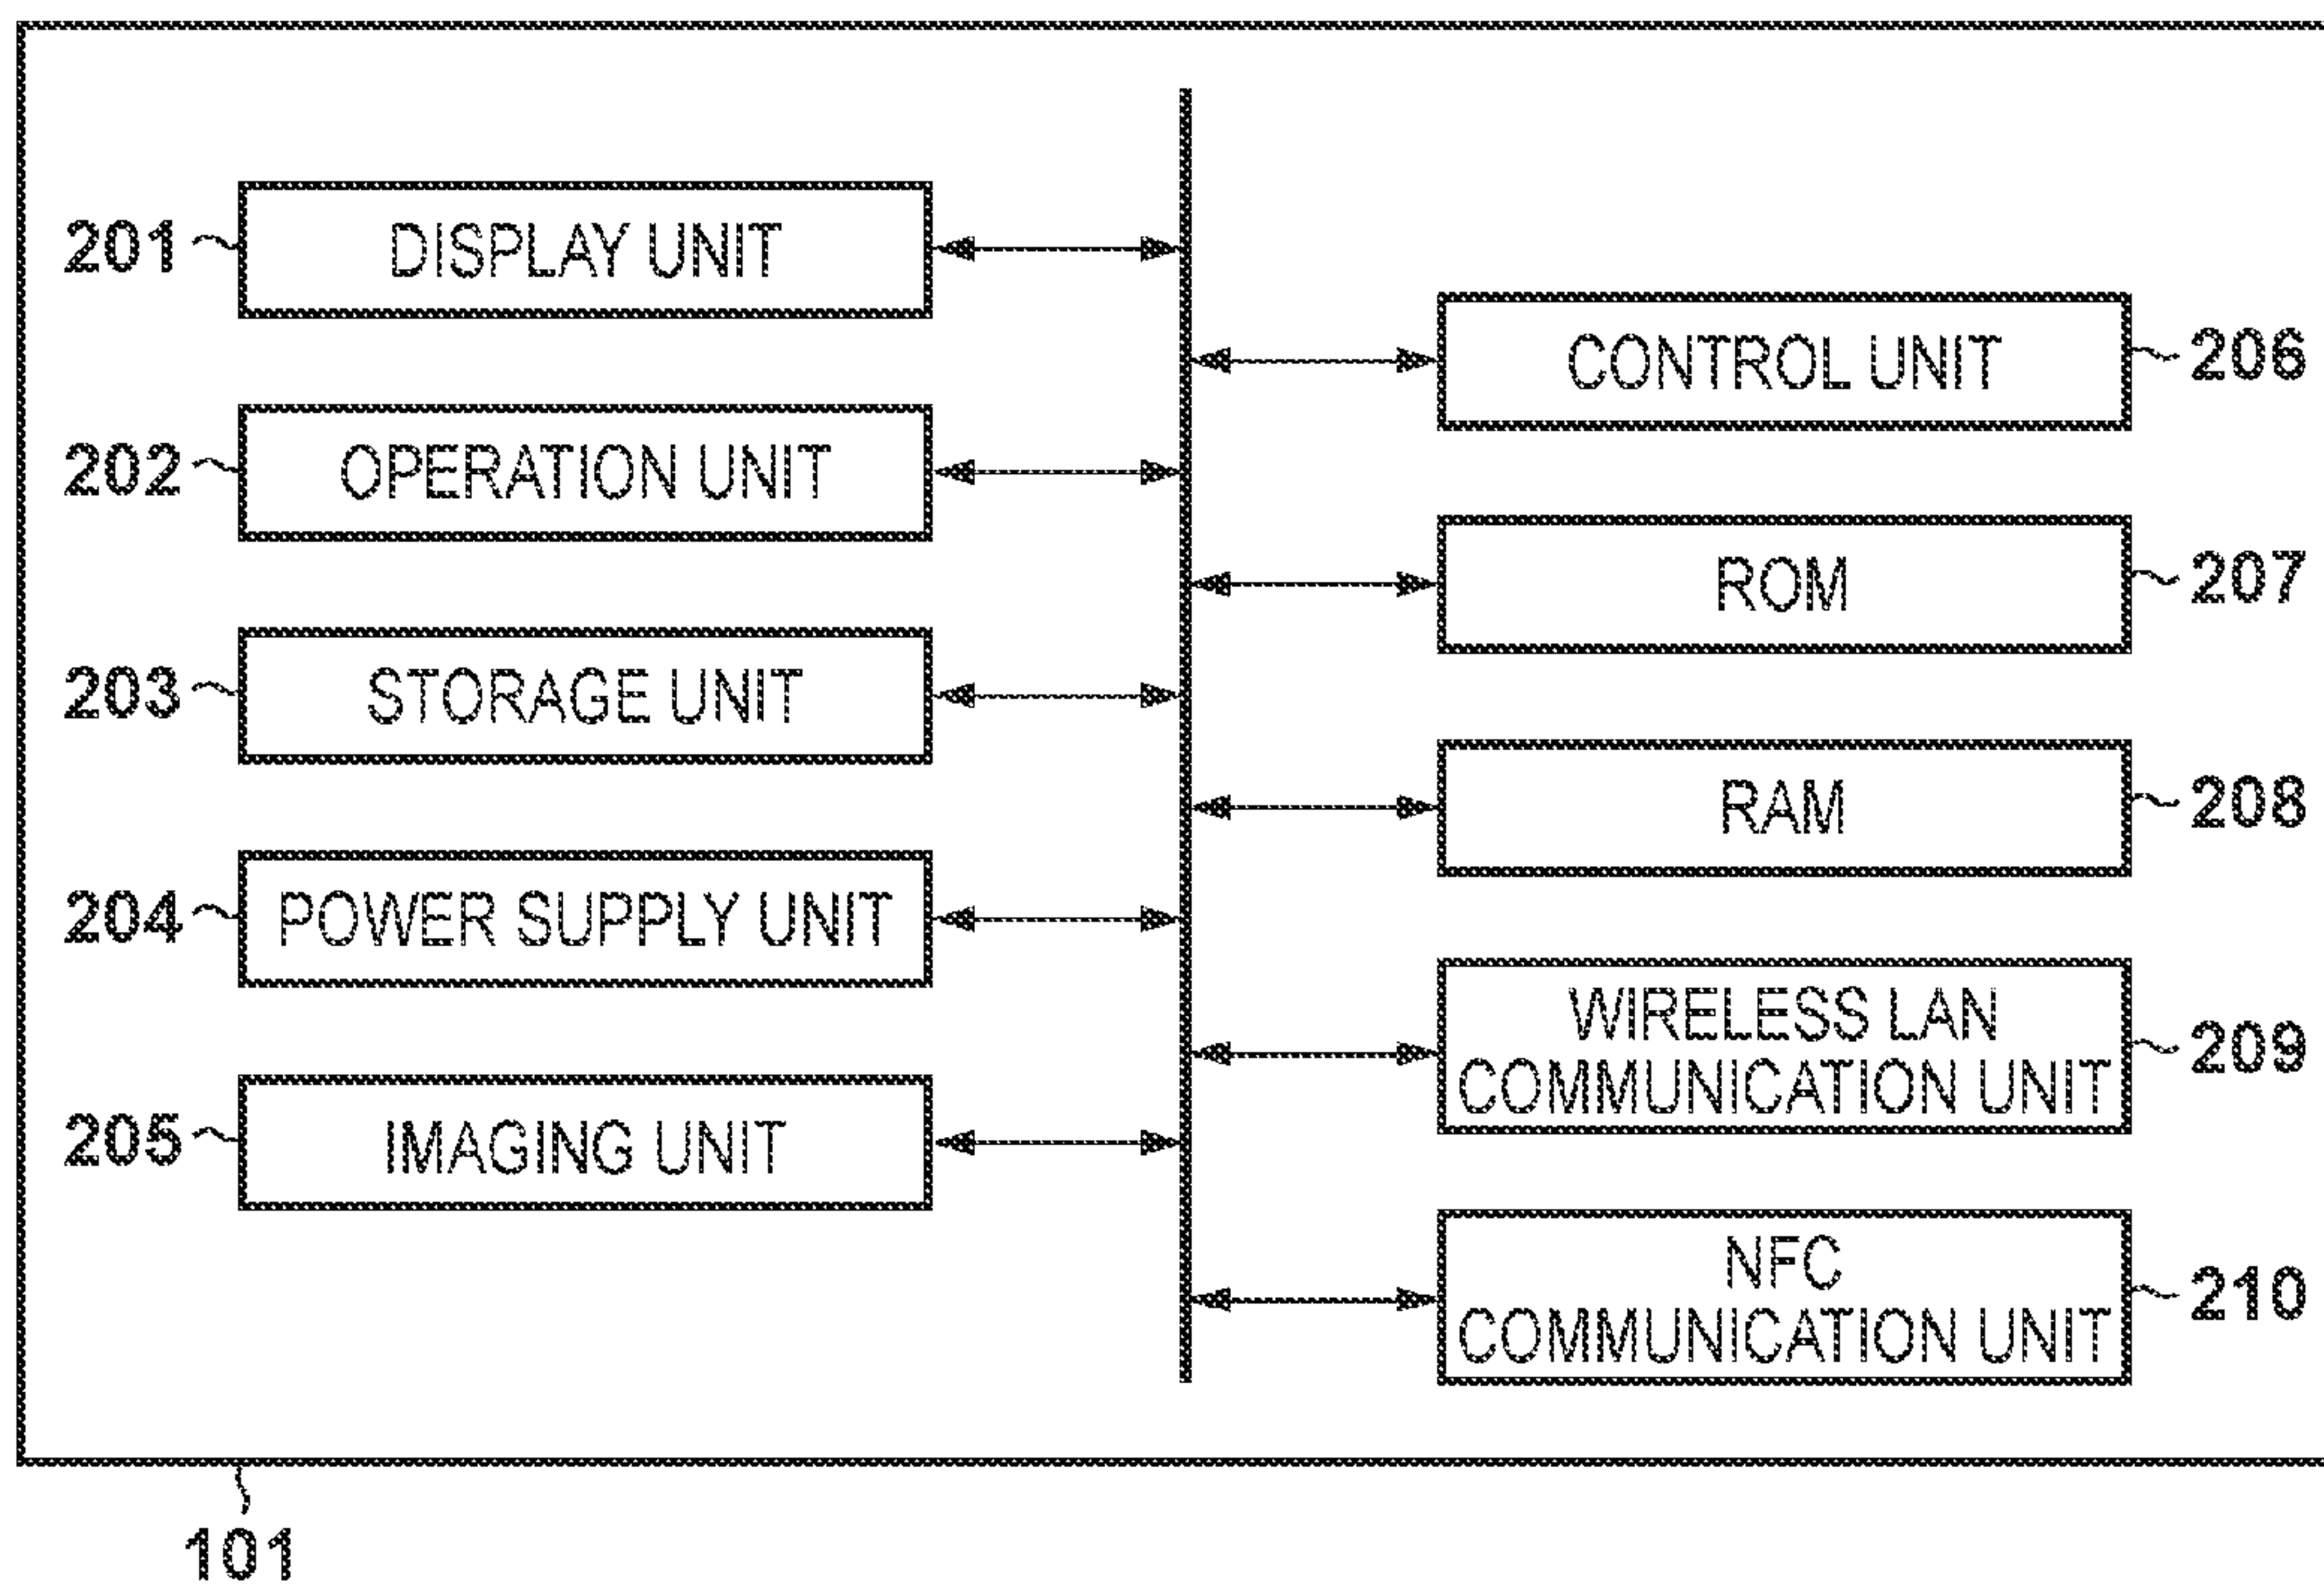 201
DISPLAY UNIT
202
OPERATION UNIT
203
STORAGE UNIT
204
POWER SUPPLY UNIT
205
IMAGING UNIT
CONTROL UNIT
206
ROM
207
RAM
208
WIRELESS LAN
COMMUNICATION UNIT
209
NFC
COMMUNICATION UNIT
210
101